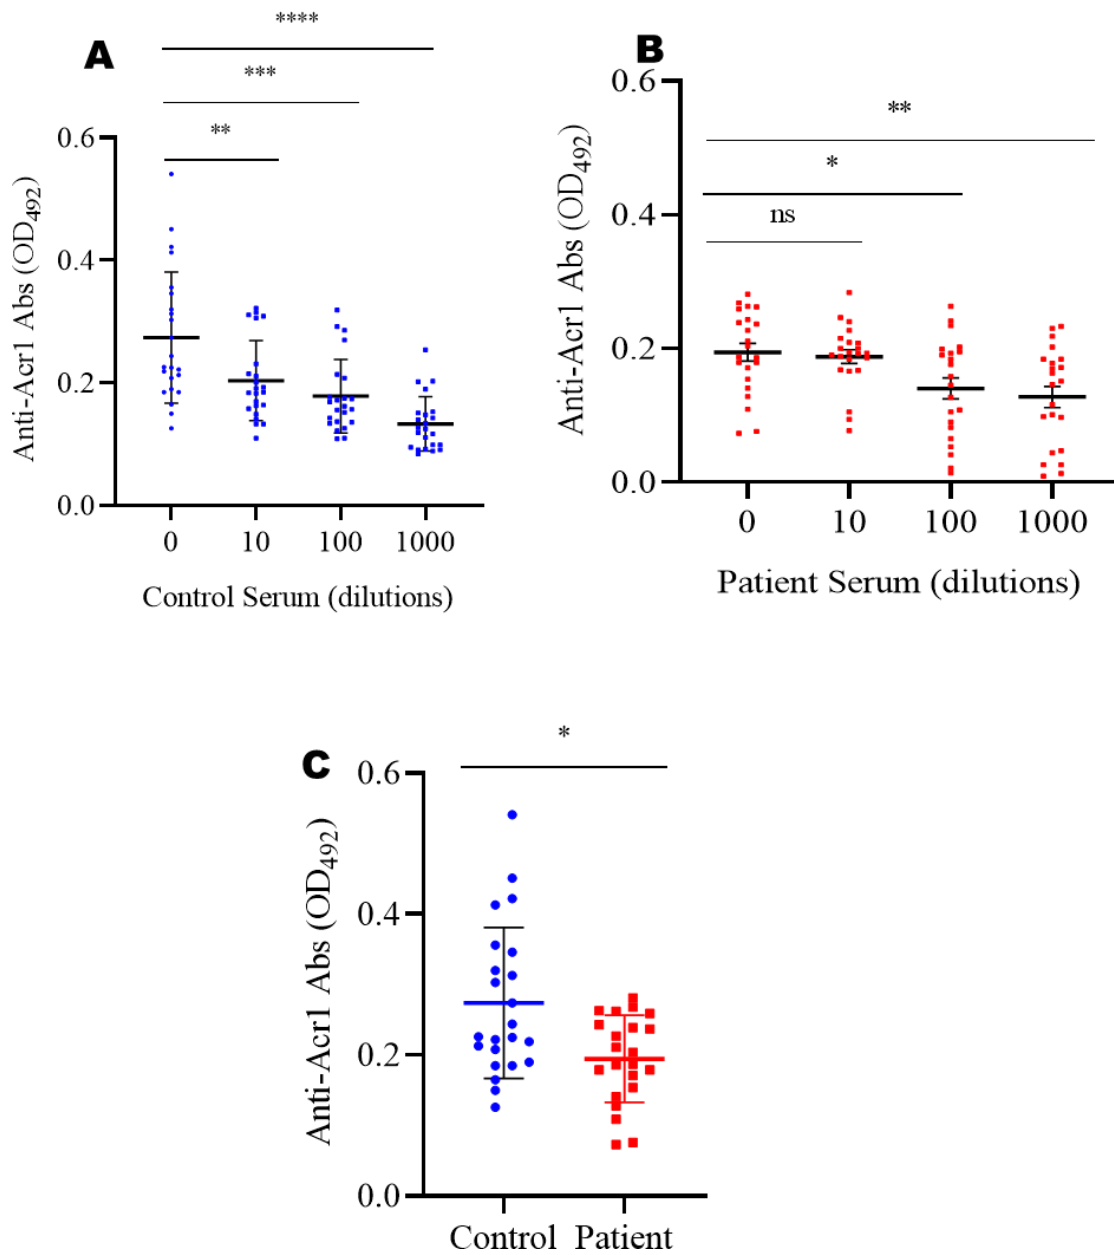 A
****
***
**
0.6
0.4
0.2
0.0
Anti-Acr1 Abs (OD492)
0 10 100 1000
Control Serum (dilutions)
B
**
*
ns
0.6
0.4
0.2
0.0
Anti-Acr1 Abs (OD492)
0 10 100 1000
Patient Serum (dilutions)
C
*
0.6
0.4
0.2
0.0
Anti-Acr1 Abs (OD492)
Control Patient